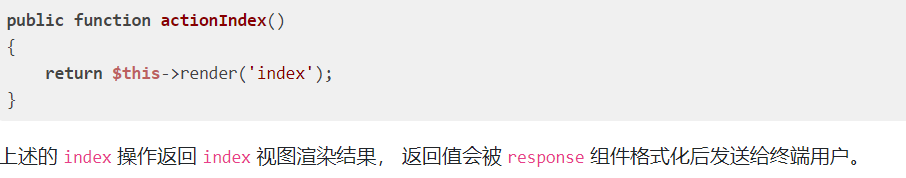 public function actionIndex()
{
    return $this->render('index');
}
上述的 index 操作返回 index 视图渲染结果， 返回值会被 response 组件格式化后发送给终端用户。